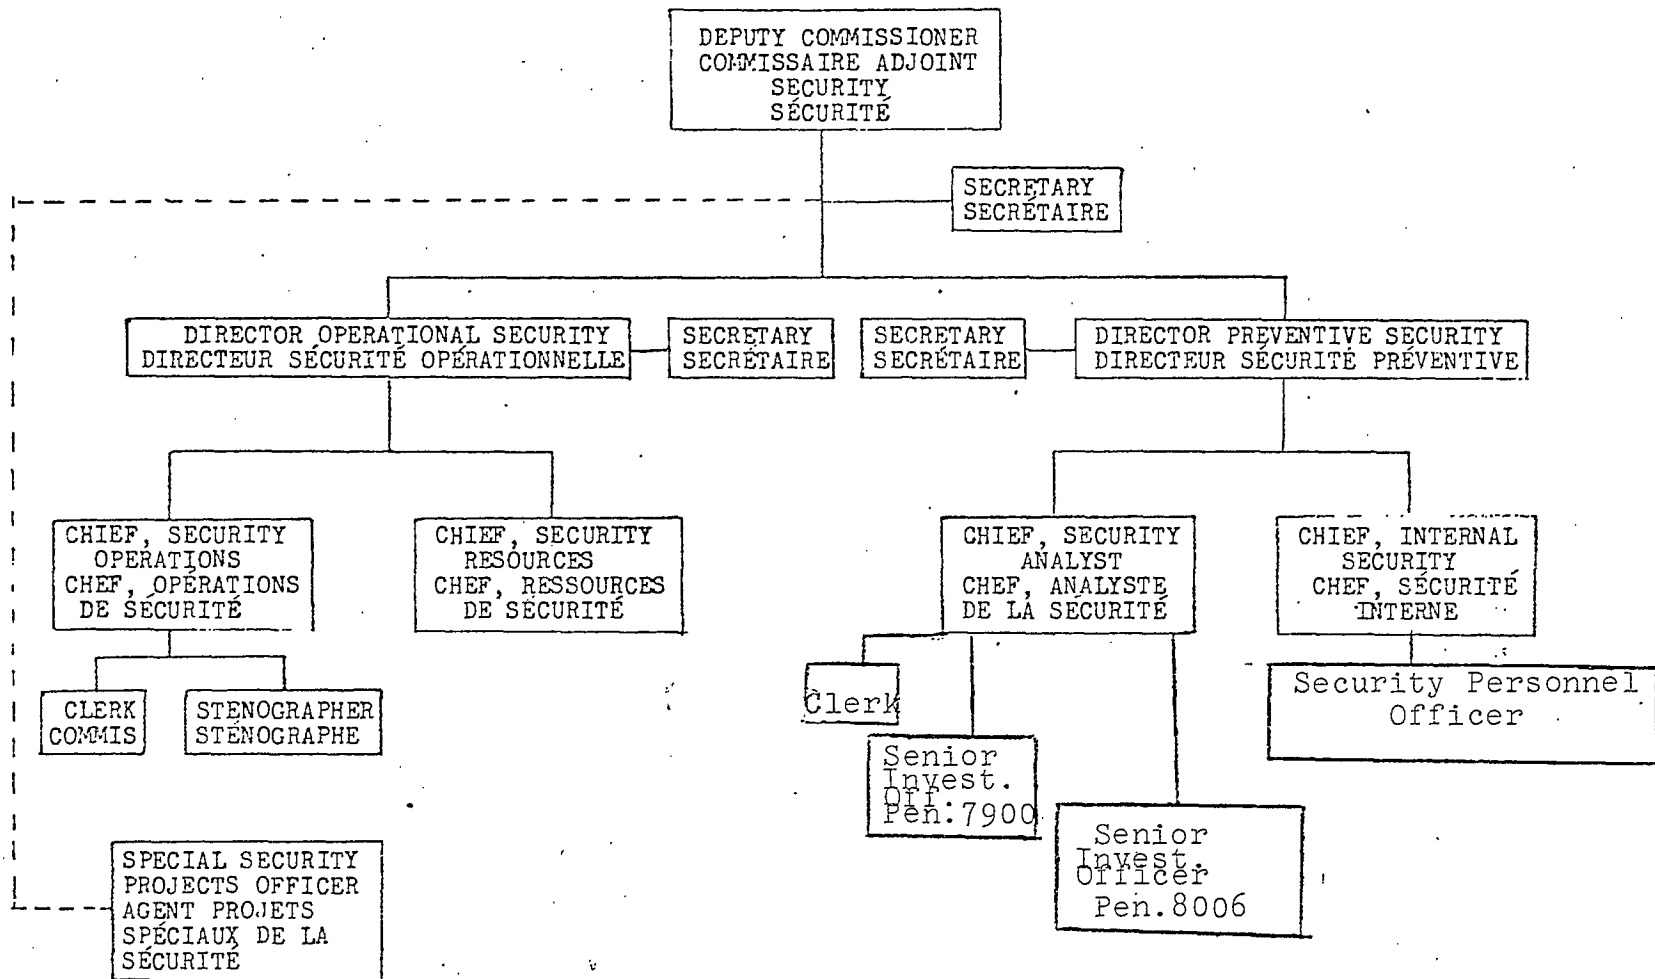 DEPUTY COMMISSIONER
COMMISSAIRE ADJOINT
SECURITY
SÉCURITÉ
SECRETARY
SECRÉTAIRE
DIRECTOR OPERATIONAL SECURITY
DIRECTEUR SÉCURITÉ OPÉRATIONNELLE
SECRETARY
SECRÉTAIRE
SECRETARY
SECRÉTAIRE
DIRECTOR PREVENTIVE SECURITY
DIRECTEUR SÉCURITÉ PRÉVENTIVE
CHIEF, SECURITY
OPERATIONS
CHEF, OPÉRATIONS
DE SÉCURITÉ
CHIEF, SECURITY
RESOURCES
CHEF, RESSOURCES
DE SÉCURITÉ
CHIEF, SECURITY
ANALYST
CHEF, ANALYSTE
DE LA SÉCURITÉ
CHIEF, INTERNAL
SECURITY
CHEF, SÉCURITÉ
INTERNE
CLERK
COMMIS
STENOGRAPHER
STÉNOGRAPHE
Clerk
Senior
Invest.
Off.
Pen:7900
Senior
Invest.
Officer
Pen.8006
Security Personnel
Officer
SPECIAL SECURITY
PROJECTS OFFICER
AGENT PROJETS
SPÉCIAUX DE LA
SÉCURITÉ